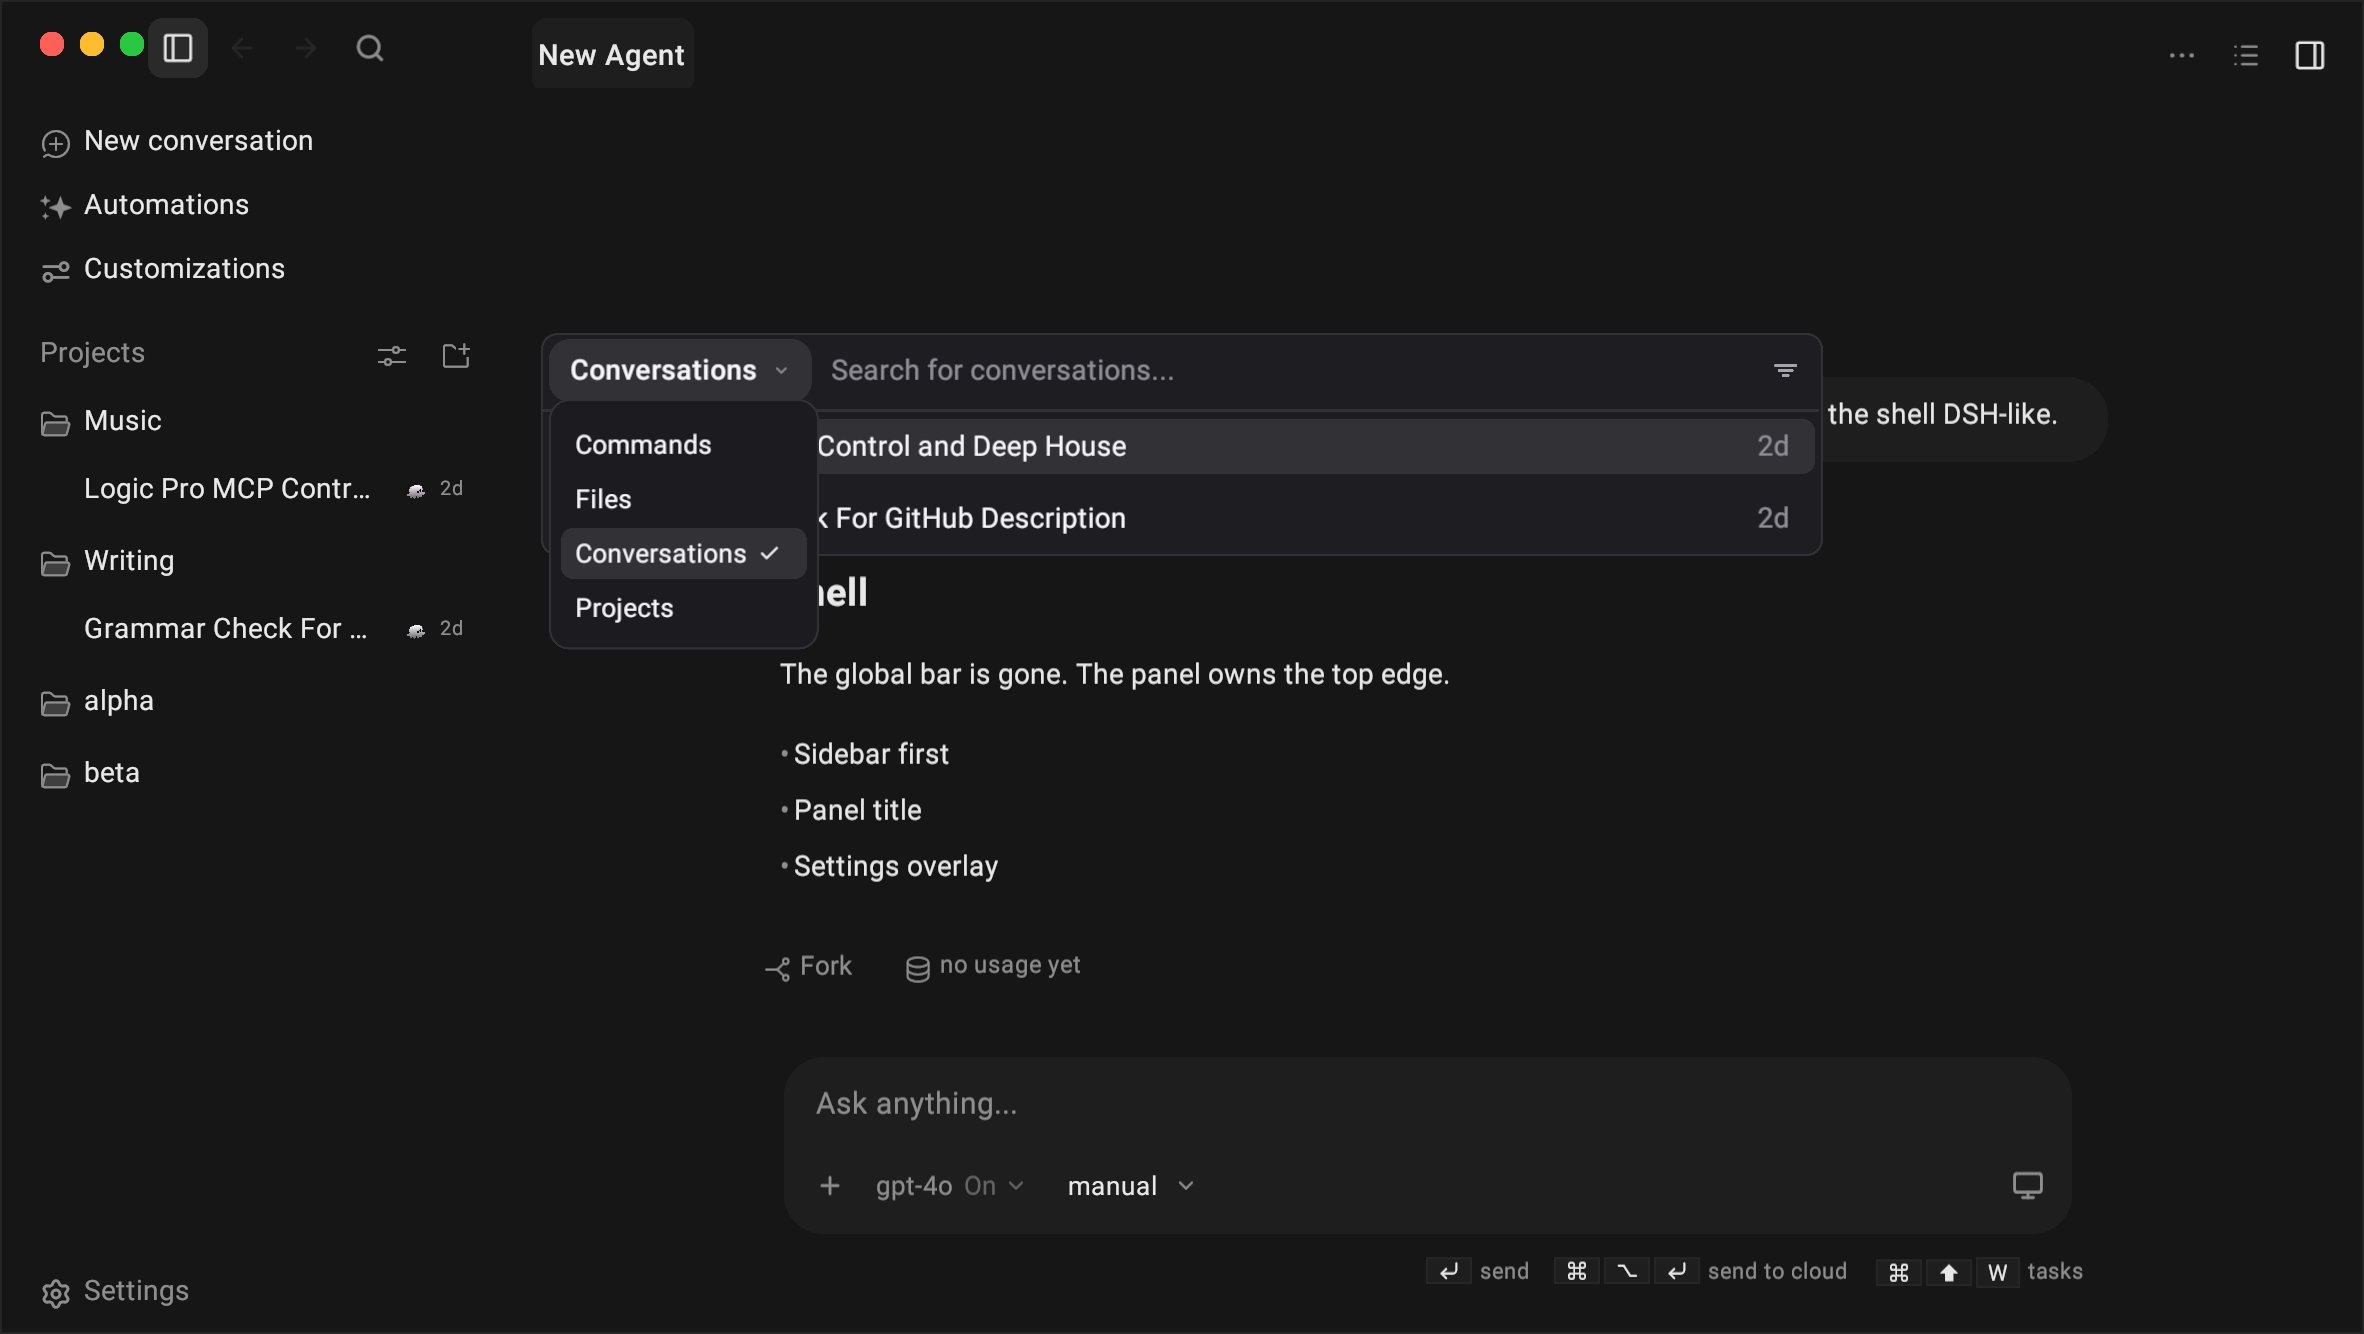 New Agent
New conversation
Automations
Customizations
Projects
Music
Logic Pro MCP Contr... 2d
Writing
Grammar Check For ... 2d
alpha
beta
Settings
Conversations Search for conversations...
Commands
Files
Conversations
Projects
Control and Deep House 2d
k For GitHub Description 2d
the shell DSH-like.
ell
The global bar is gone. The panel owns the top edge.
• Sidebar first
• Panel title
• Settings overlay
Fork no usage yet
Ask anything...
+ gpt-4o On manual
↵ send ⌘ ⌥ ↵ send to cloud ⌘ ⬆ W tasks